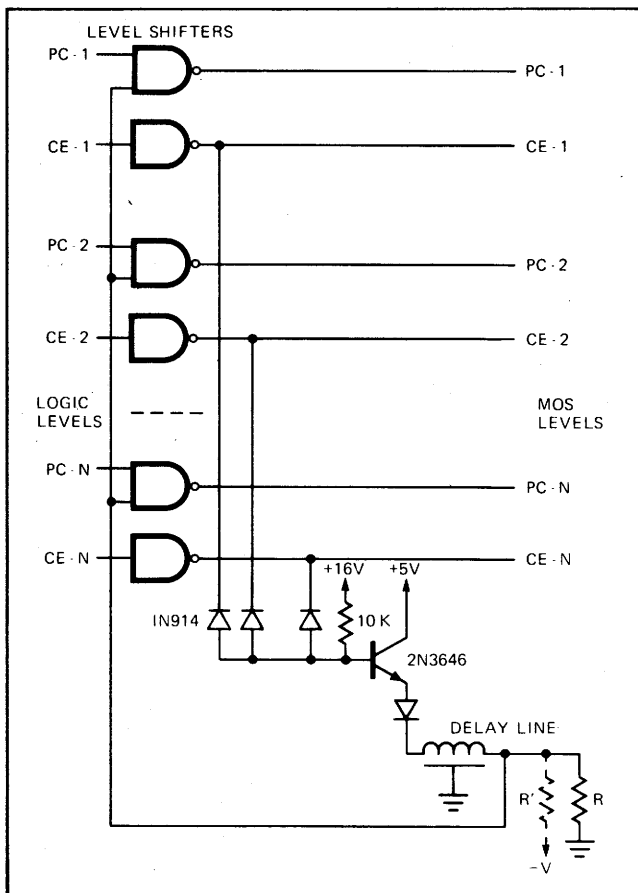 LEVEL SHIFTERS
PC - 1
PC - 1
CE - 1
CE - 1
PC - 2
PC - 2
CE - 2
CE - 2
LOGIC
LEVELS
MOS
LEVELS
PC - N
PC - N
CE - N
CE - N
+16V
+5V
IN914
10 K
2N3646
DELAY LINE
R'
R
-V